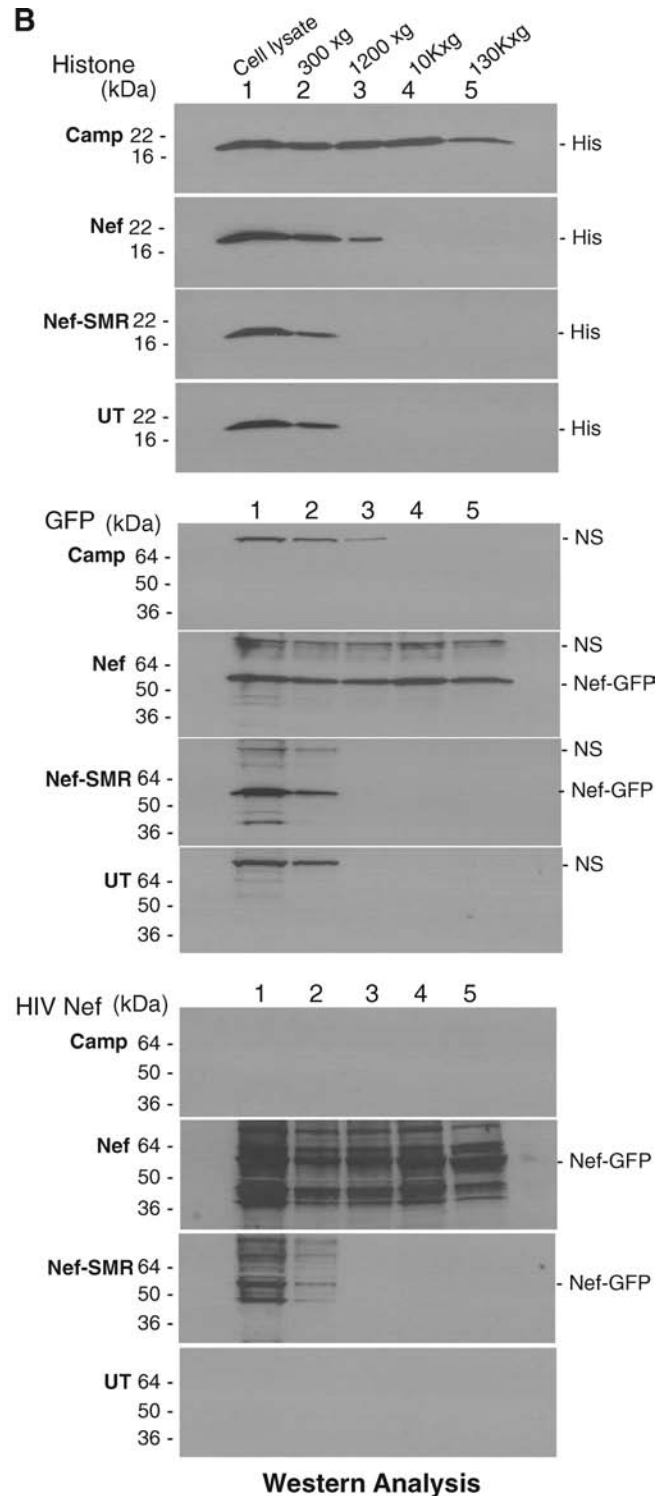 B
Cell lysate 300 xg 1200 xg 10Kxg 130Kxg
Histone
(kDa) 1 2 3 4 5
Camp 22 - - His
16 -
Nef 22 - - His
16 -
Nef-SMR 22 - - His
16 -
UT 22 - - His
16 -
GFP (kDa) 1 2 3 4 5
Camp - NS
64 -
50 -
36 -
- NS
Nef 64 -
50 - - Nef-GFP
36 -
- NS
Nef-SMR 64 -
50 - - Nef-GFP
36 -
UT - NS
64 -
50 -
36 -
HIV Nef (kDa) 1 2 3 4 5
Camp 64 -
50 -
36 -
Nef 64 - - Nef-GFP
50 -
36 -
Nef-SMR 64 - - Nef-GFP
50 -
36 -
UT 64 -
50 -
36 -
Western Analysis